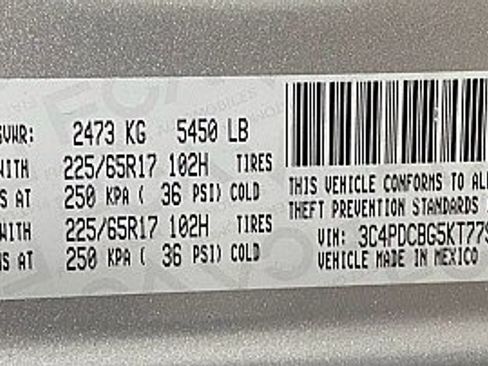 GVWR: 2473 KG 5450 LB
WITH 225/65R17 102H TIRES
AT 250 KPA ( 36 PSI) COLD
WITH 225/65R17 102H TIRES
AT 250 KPA ( 36 PSI) COLD
THIS VEHICLE CONFORMS TO
THEFT PREVENTION STANDARDS
VIN: 3C4PDCBG5KT77
VEHICLE MADE IN MEXICO